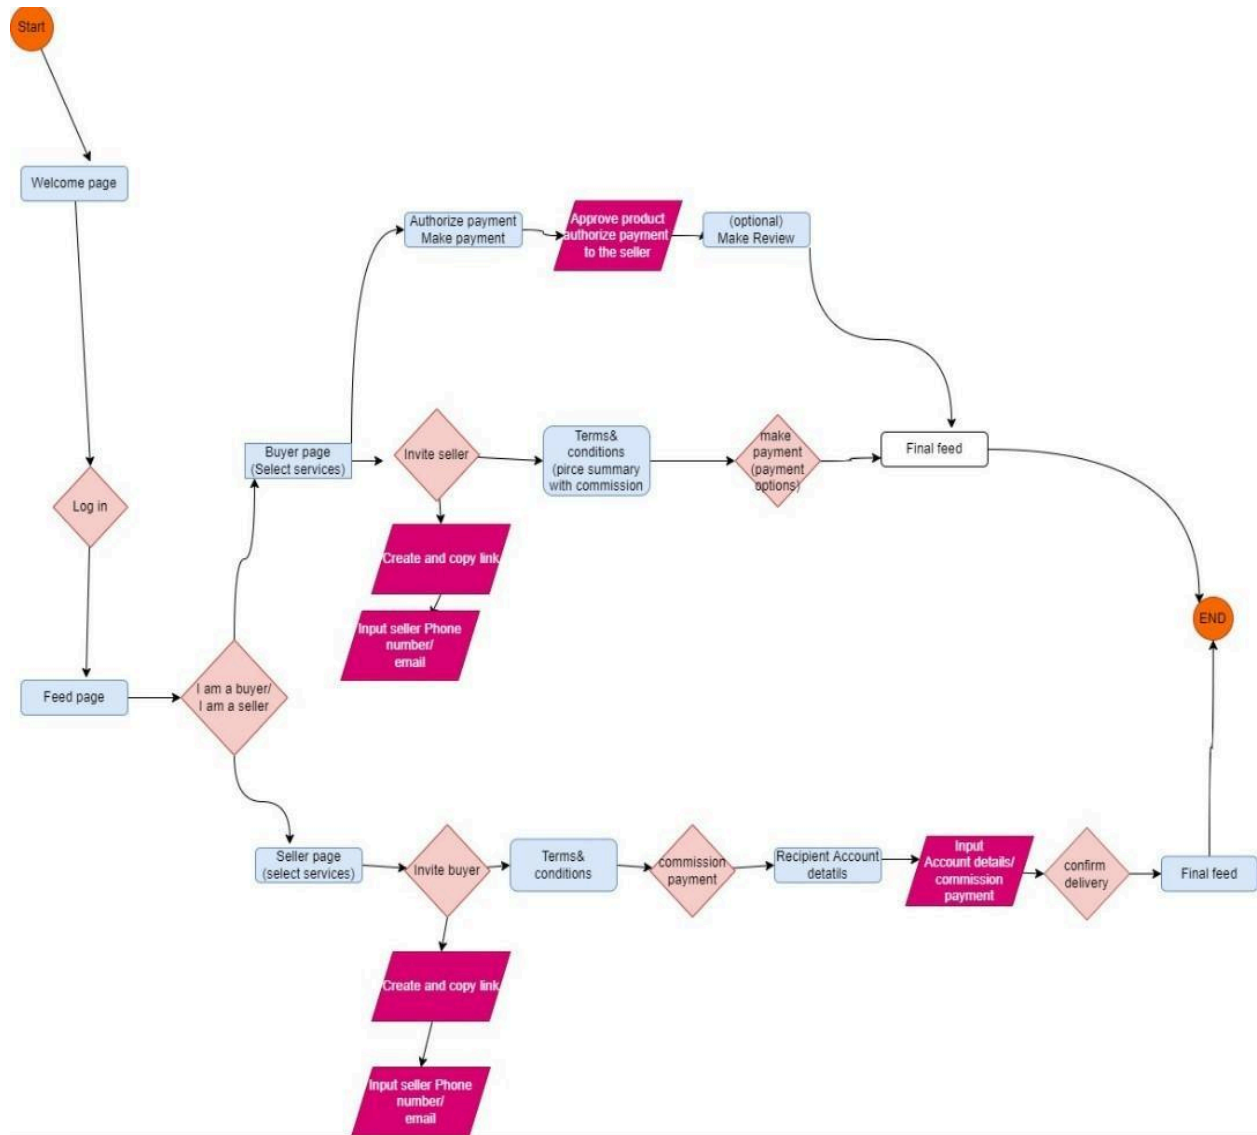 Start
Welcome page
Log in
Feed page
I am a buyer/
I am a seller
Buyer page
(Select services)
Authorize payment
Make payment
Approve product
authorize payment
to the seller
(optional)
Make Review
Invite seller
Create and copy link
Input seller Phone
number/
email
Terms&
conditions
(pirce summary
with commission
make
payment
(payment
options)
Final feed
END
Seller page
(select services)
Invite buyer
Create and copy link
Input seller Phone
number/
email
Terms&
conditions
commission
payment
Recipient Account
details
Input
Account details/
commission
payment
confirm
delivery
Final feed